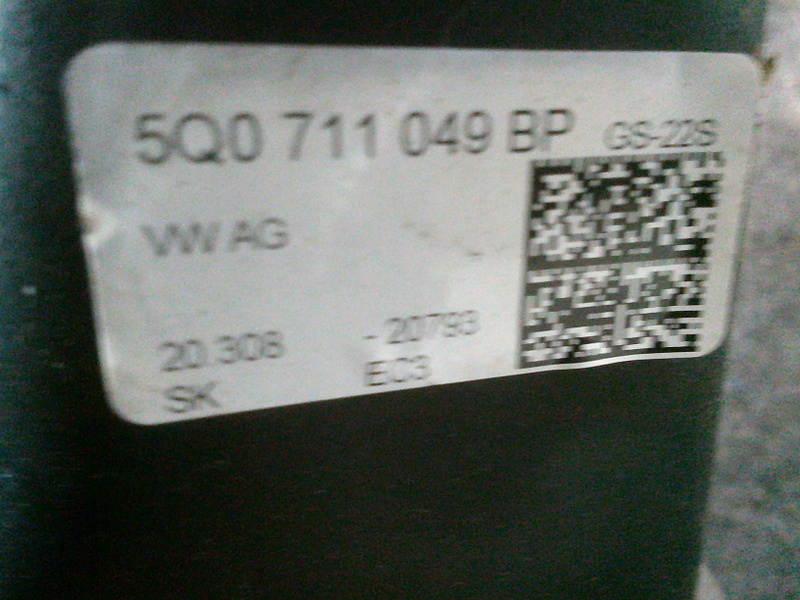 5Q0 711 049 BP GS-22S
VW AG
20.308 - 20793
SK EC3